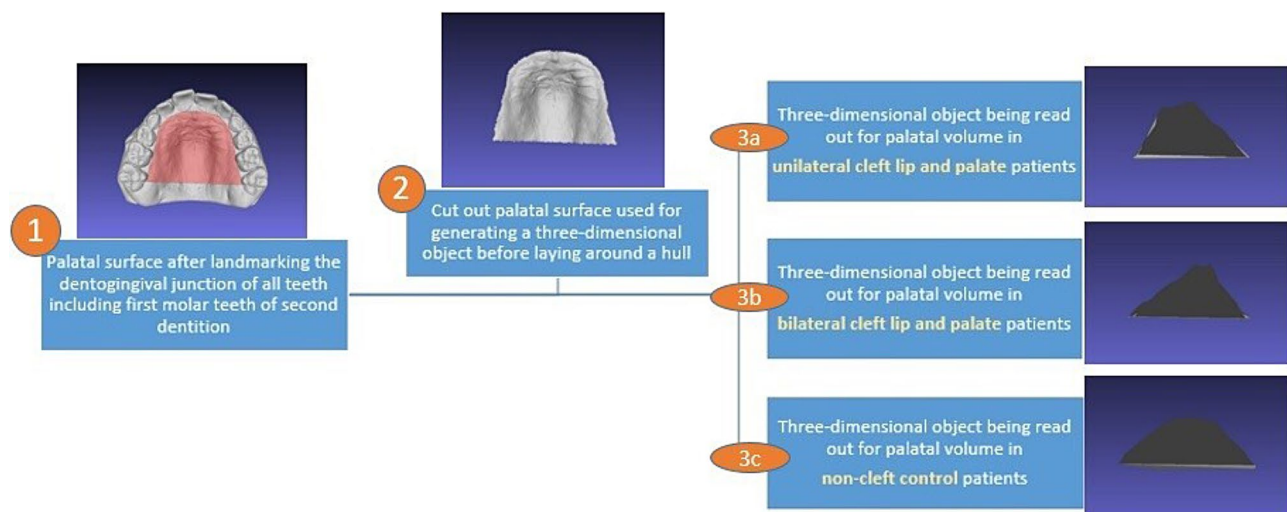 1
Palatal surface after landmarking the
dentogingival junction of all teeth
including first molar teeth of second
dentition
2
Cut out palatal surface used for
generating a three-dimensional
object before laying around a hull
3a
Three-dimensional object being read
out for palatal volume in
unilateral cleft lip and palate patients
3b
Three-dimensional object being read
out for palatal volume in
bilateral cleft lip and palate patients
3c
Three-dimensional object being read
out for palatal volume in
non-cleft control patients